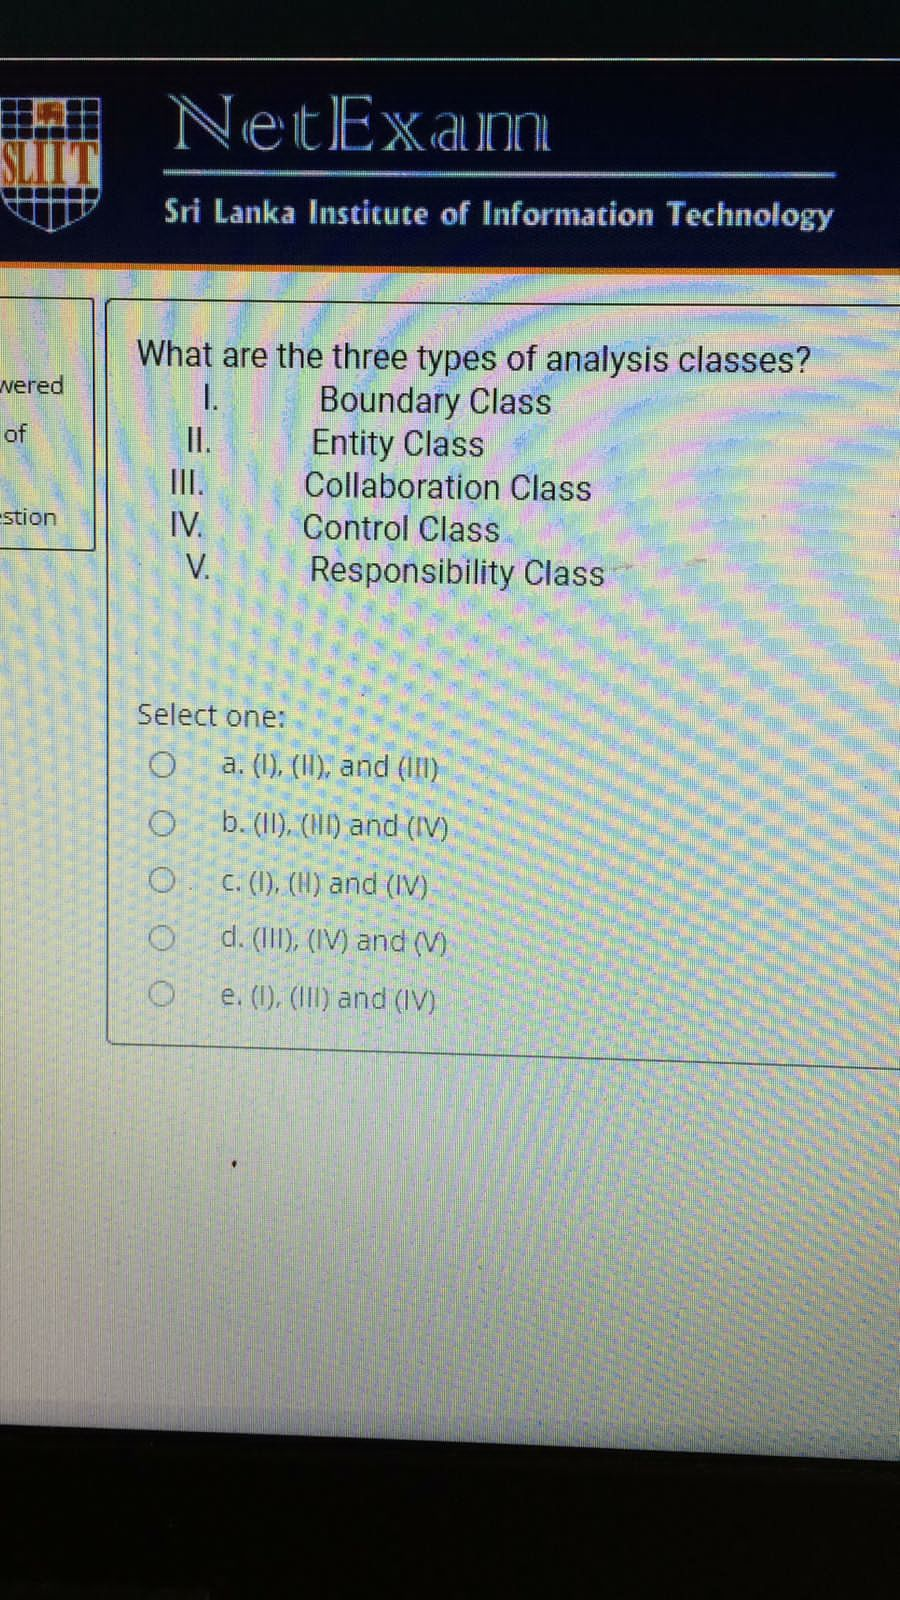 SLIIT
NetExam
Sri Lanka Institute of Information Technology
wered
of
estion
What are the three types of analysis classes?
I. Boundary Class
II. Entity Class
III. Collaboration Class
IV. Control Class
V. Responsibility Class
Select one:
a. (I), (II), and (III)
b. (II), (III) and (IV)
c. (I), (II) and (IV)
d. (III), (IV) and (V)
e. (I), (III) and (IV)